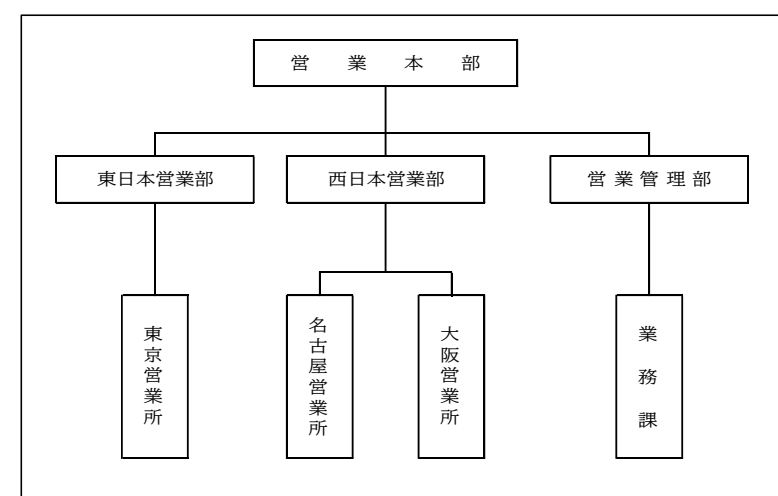 営業本部
東日本営業部
西日本営業部
営業管理部
東京営業所
名古屋営業所
大阪営業所
業務課